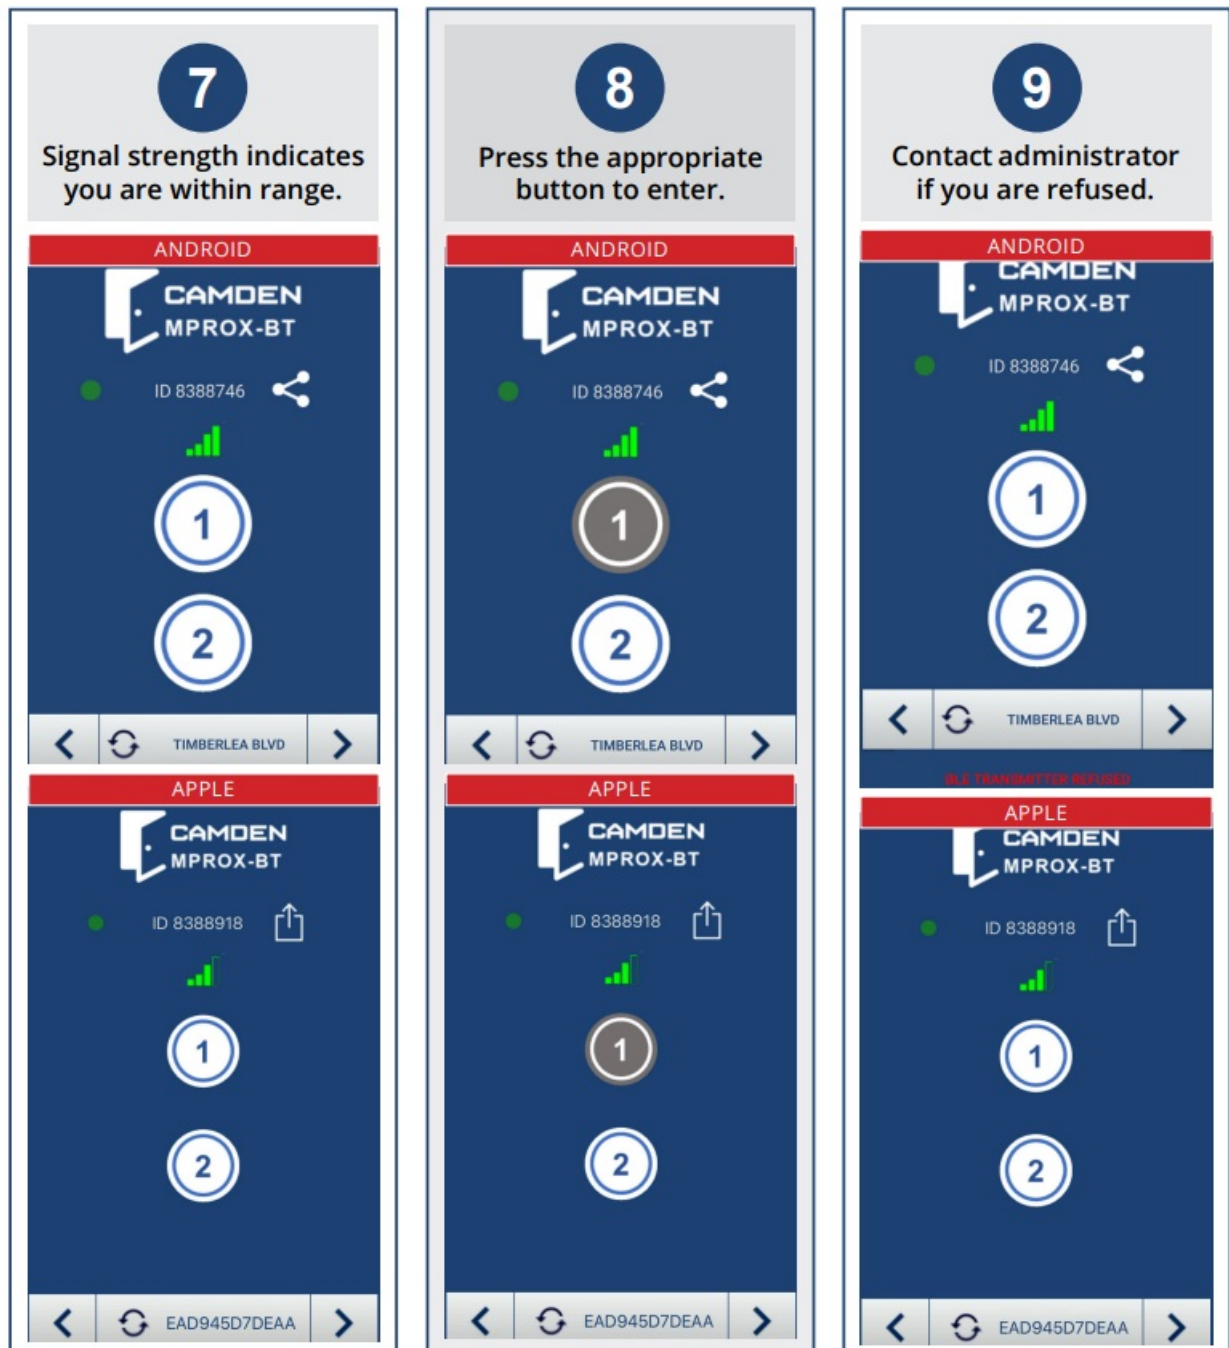 7
Signal strength indicates
you are within range.
ANDROID
CAMDEN
MPROX-BT
ID 8388746
1
2
TIMBERLEA BLVD
APPLE
CAMDEN
MPROX-BT
ID 8388918
1
2
EAD945D7DEAA
8
Press the appropriate
button to enter.
ANDROID
CAMDEN
MPROX-BT
ID 8388746
1
2
TIMBERLEA BLVD
APPLE
CAMDEN
MPROX-BT
ID 8388918
1
2
EAD945D7DEAA
9
Contact administrator
if you are refused.
ANDROID
CAMDEN
MPROX-BT
ID 8388746
1
2
TIMBERLEA BLVD
BLE TRANSMITTER REFUSED
APPLE
CAMDEN
MPROX-BT
ID 8388918
1
2
EAD945D7DEAA